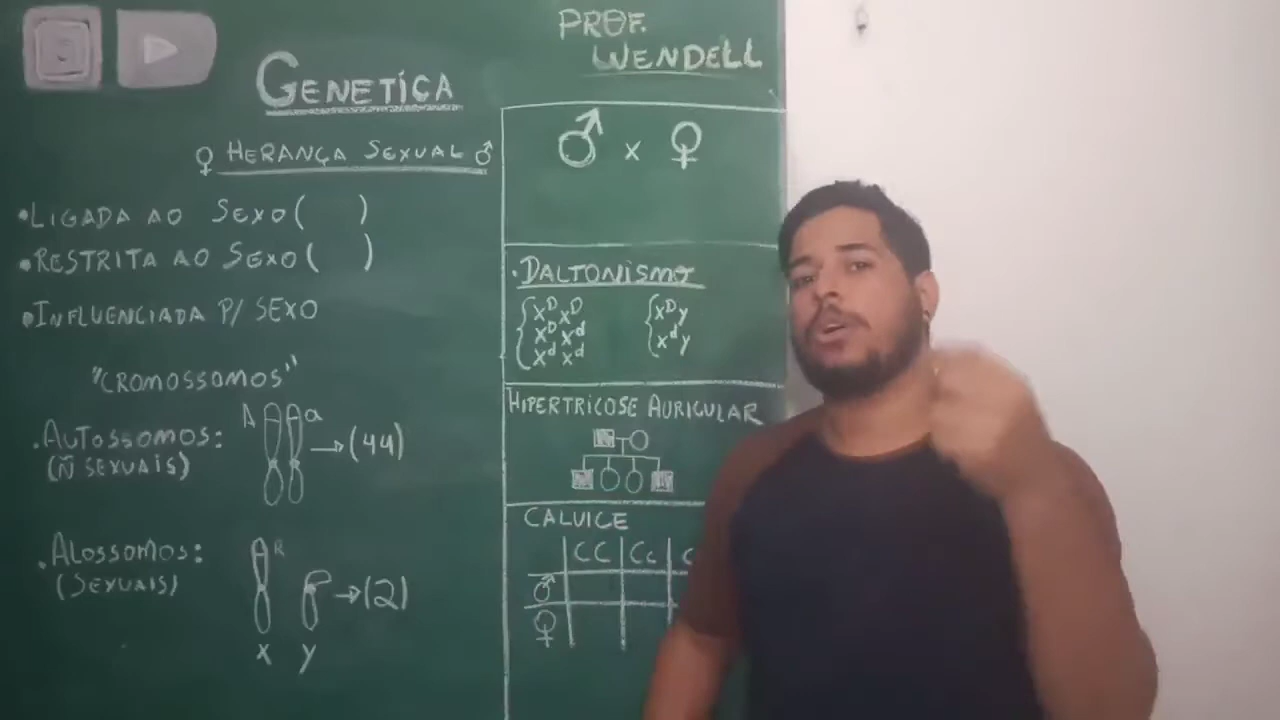 PROF.
WENDELL
GENETÍCA
♀ HERANÇA SEXUAL ♂
•LIGADA AO SEXO( )
•RESTRITA AO SEXO( )
•INFLUENCIADA P/ SEXO
"CROMOSSOMOS"
•AUTOSSOMOS:
(Ñ SEXUAIS)
A a →(44)
•ALOSSOMOS:
(SEXUAIS)
R →(2)
X Y
♂ x ♀
•DALTONISMO
X^D X^D
X^D X^d
X^d X^d
X^D y
X^d y
HIPERTRICOSE AURICULAR
CALVICE
CC Cc C
♂
♀